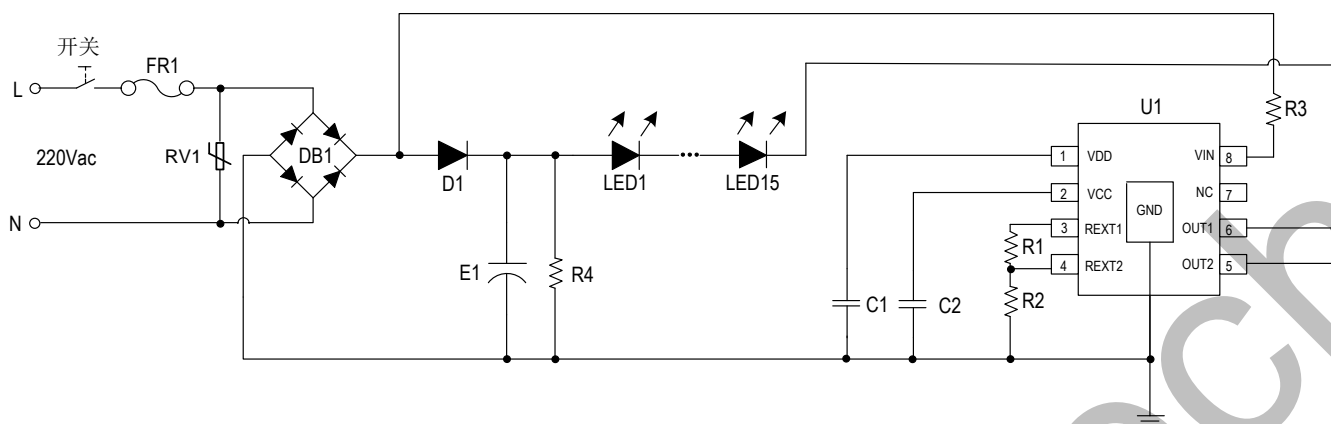 开关
L
FR1
220Vac
RV1
DB1
N
D1
LED1
LED15
E1
R4
C1
C2
R1
R2
U1
R3
1 VDD
2 VCC
3 REXT1
4 REXT2
GND
VIN 8
NC 7
OUT1 6
OUT2 5